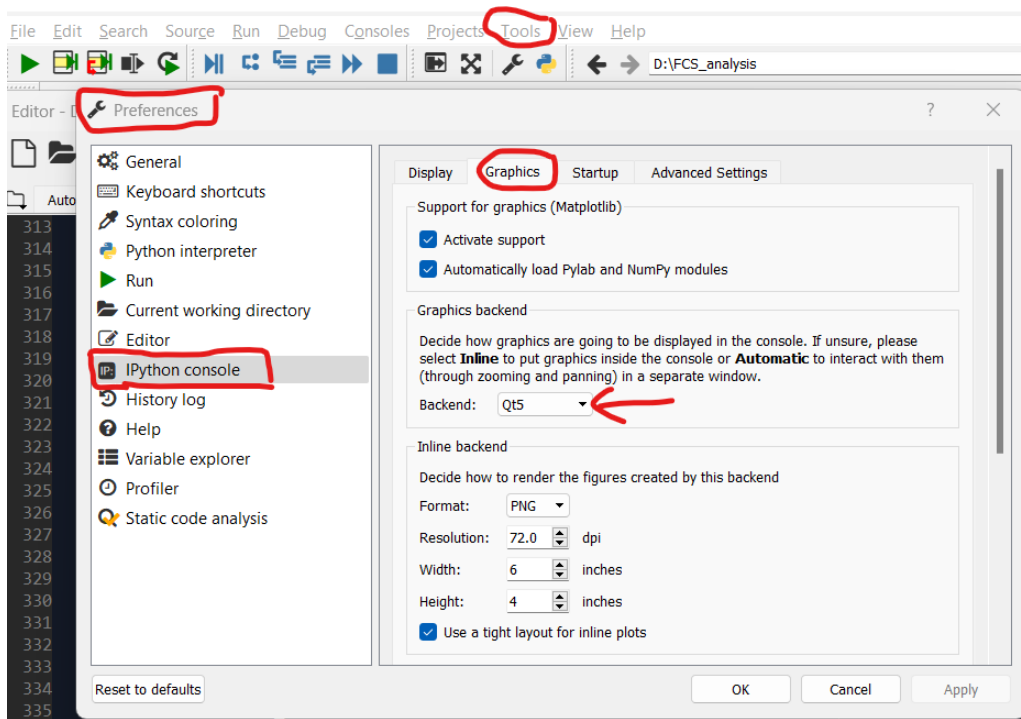 File Edit Search Source Run Debug Consoles Projects Tools View Help
D:\FCS_analysis
Editor - D
Preferences
?
Auto
General
Keyboard shortcuts
Syntax coloring
Python interpreter
Run
Current working directory
Editor
IP: IPython console
History log
Help
Variable explorer
Profiler
Static code analysis
Display Graphics Startup Advanced Settings
Support for graphics (Matplotlib)
Activate support
Automatically load Pylab and NumPy modules
Graphics backend
Decide how graphics are going to be displayed in the console. If unsure, please
select Inline to put graphics inside the console or Automatic to interact with them
(through zooming and panning) in a separate window.
Backend: Qt5
Inline backend
Decide how to render the figures created by this backend
Format: PNG
Resolution: 72.0 dpi
Width: 6 inches
Height: 4 inches
Use a tight layout for inline plots
313
314
315
316
317
318
319
320
321
322
323
324
325
326
327
328
329
330
331
332
333
334
335
Reset to defaults OK Cancel Apply